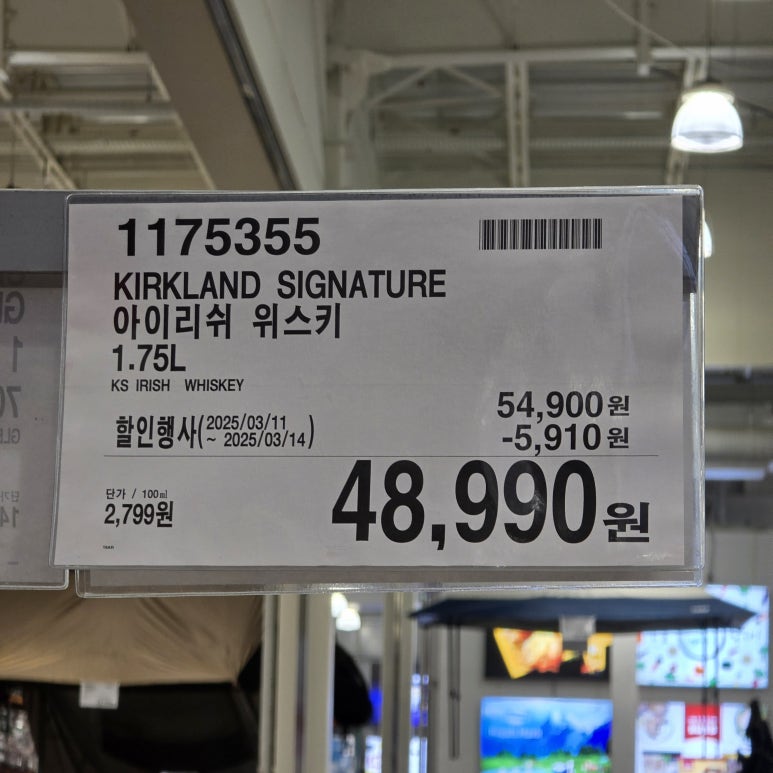 1175355
KIRKLAND SIGNATURE
아이리쉬 위스키
1.75L
KS IRISH WHISKEY
54,900원
-5,910원
할인행사(2025/03/11
~ 2025/03/14)
단가 / 100㎖
2,799원
48,990원